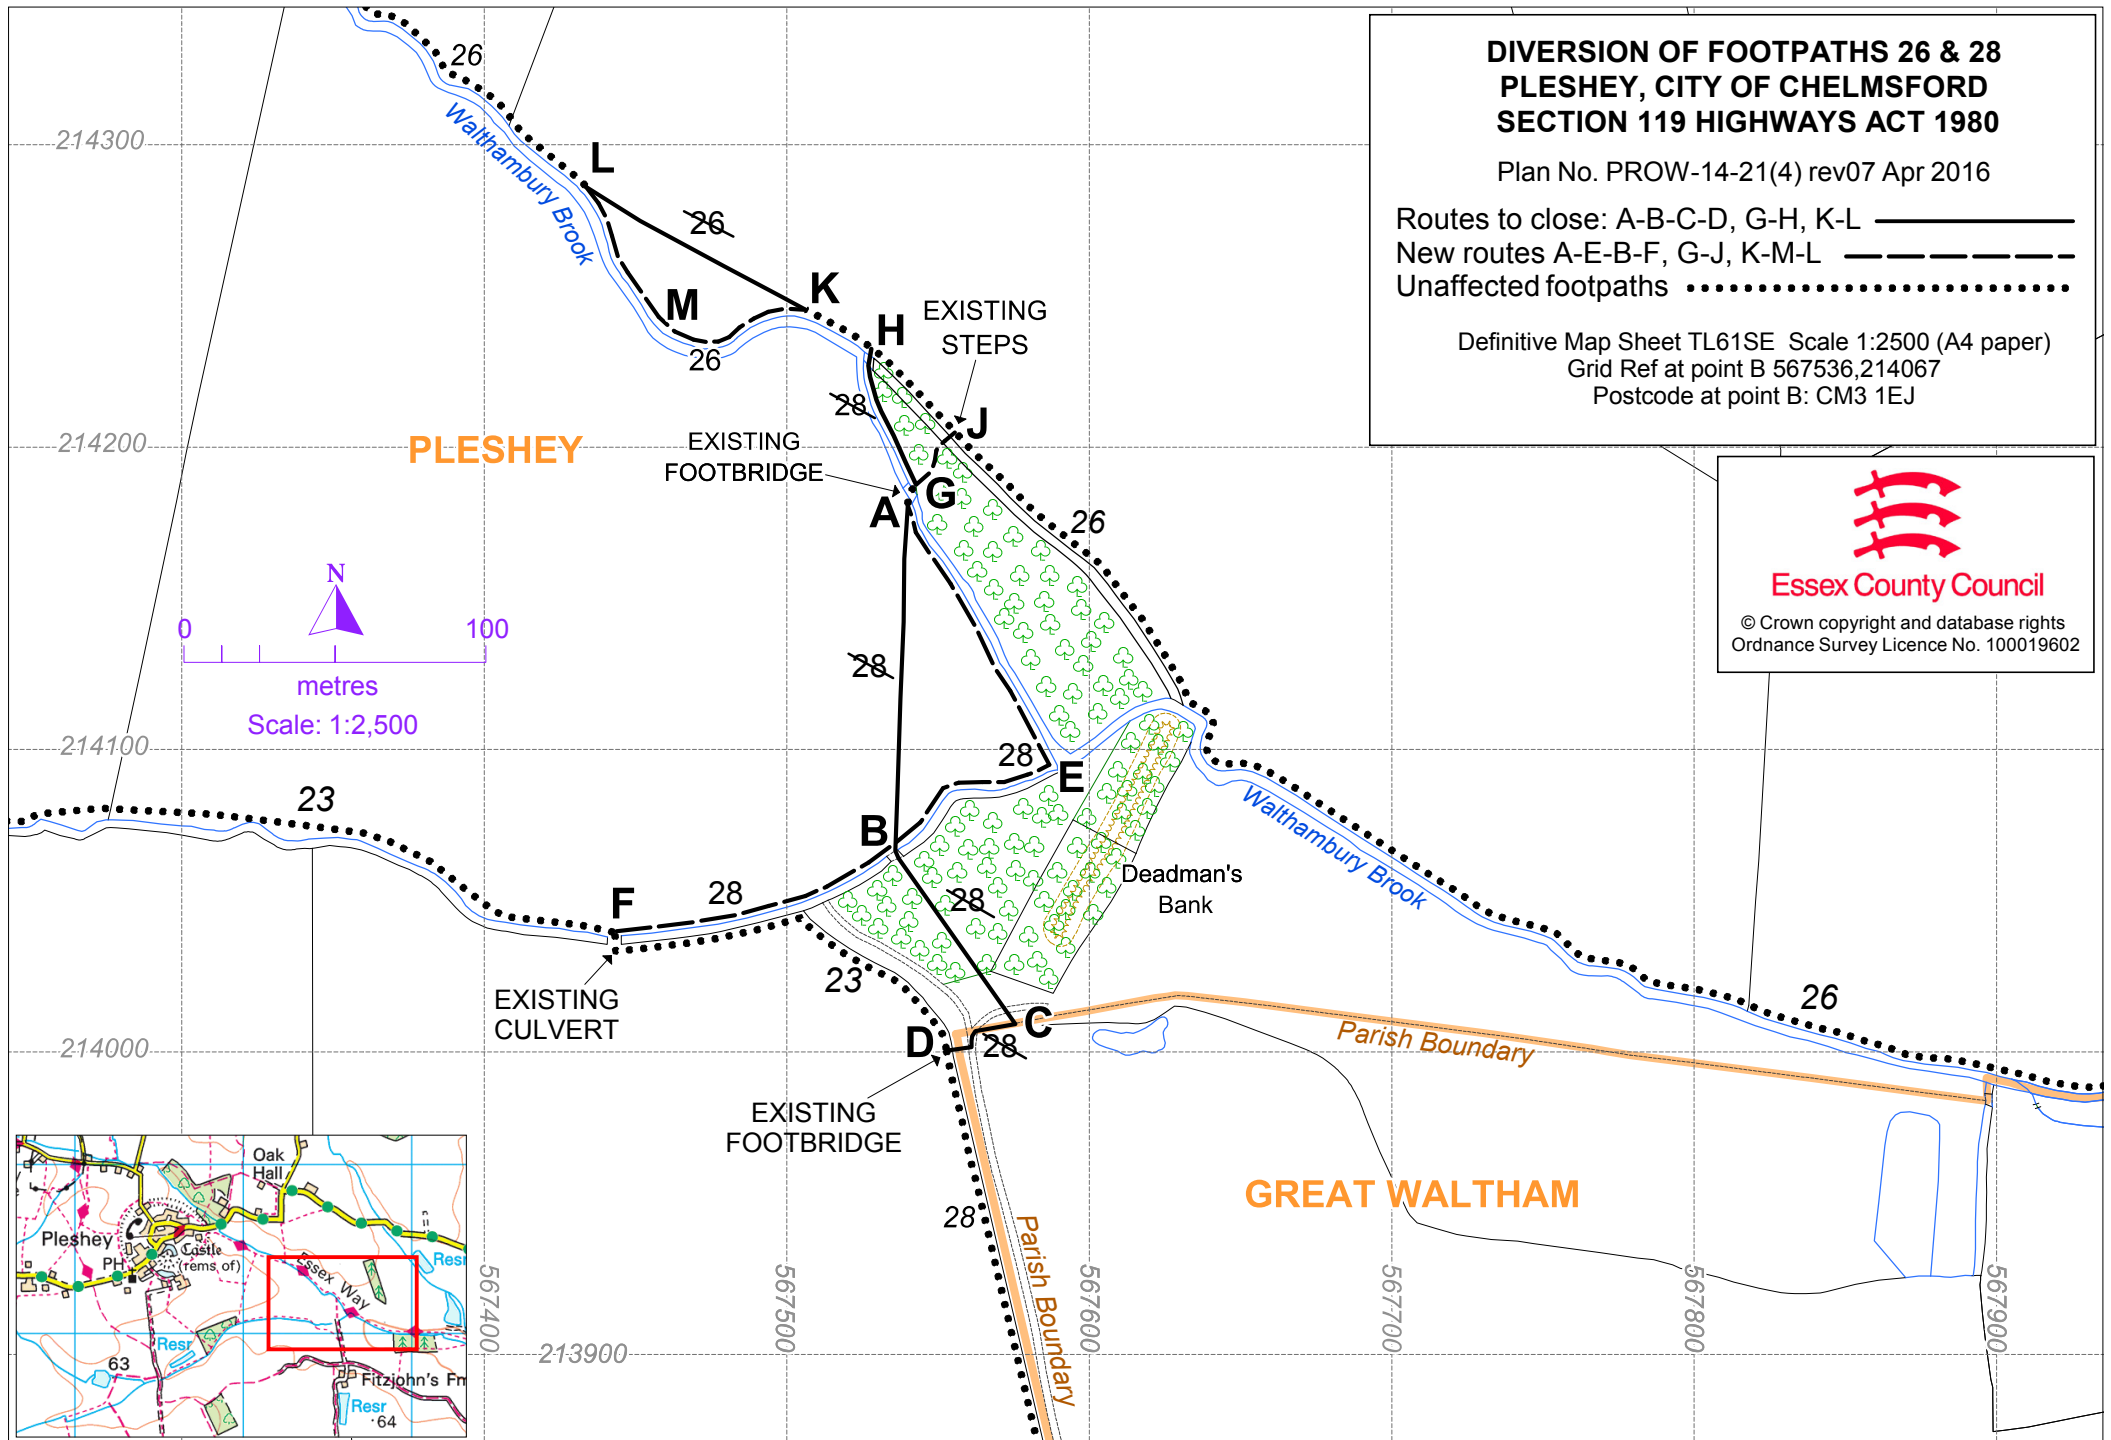 DIVERSION OF FOOTPATHS 26 & 28
PLESHEY, CITY OF CHELMSFORD
SECTION 119 HIGHWAYS ACT 1980
Plan No. PROW-14-21(4) rev07 Apr 2016
Routes to close: A-B-C-D, G-H, K-L
New routes A-E-B-F, G-J, K-M-L
Unaffected footpaths
Definitive Map Sheet TL61SE Scale 1:2500 (A4 paper)
Grid Ref at point B 567536,214067
Postcode at point B: CM3 1EJ
Essex County Council
© Crown copyright and database rights
Ordnance Survey Licence No. 100019602
26
Walthambury Brook
214300
L
26
M
K
26
H
EXISTING
STEPS
28
J
EXISTING
FOOTBRIDGE
PLESHEY
214200
G
A
26
N
0
100
metres
Scale: 1:2,500
28
214100
28
E
23
Walthambury Brook
B
Deadman's
Bank
F
28
28
23
EXISTING
CULVERT
26
C
D
28
214000
Parish Boundary
EXISTING
FOOTBRIDGE
28
GREAT WALTHAM
Parish Boundary
567400
567500
567600
567700
567800
567900
213900
Oak
Hall
Pleshey
Castle
(rems of)
PH
Essex Way
Resr
Resr
63
Fitzjohn's Fm
Resr
64